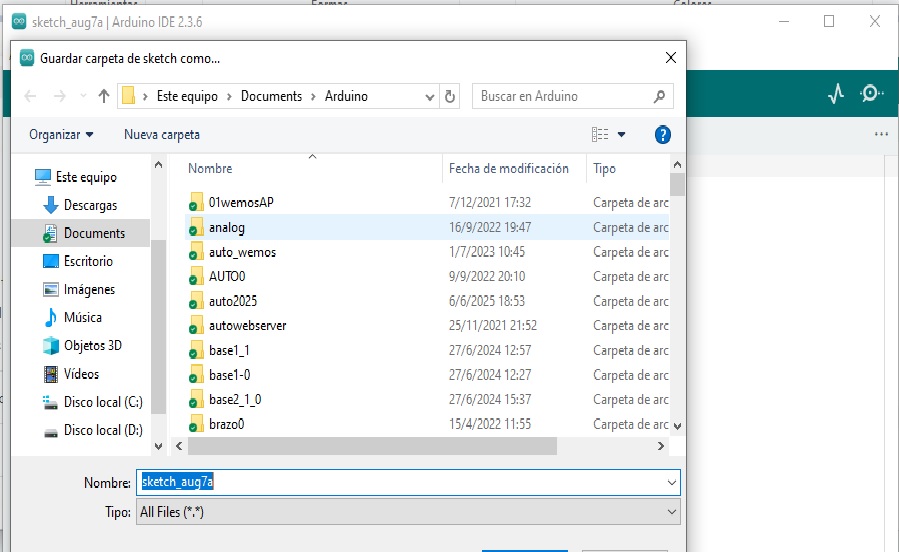 Herramientas Formas Colores
sketch_aug7a | Arduino IDE 2.3.6
Guardar carpeta de sketch como...
Este equipo › Documents › Arduino
Buscar en Arduino
Organizar Nueva carpeta
Nombre Fecha de modificación Tipo
Este equipo
Descargas
Documents
Escritorio
Imágenes
Música
Objetos 3D
Vídeos
Disco local (C:)
Disco local (D:)
01wemosAP 7/12/2021 17:32 Carpeta de arc
analog 16/9/2022 19:47 Carpeta de arc
auto_wemos 1/7/2023 10:45 Carpeta de arc
AUTO0 9/9/2022 20:10 Carpeta de arc
auto2025 6/6/2025 18:53 Carpeta de arc
autowebserver 25/11/2021 21:52 Carpeta de arc
base1_1 27/6/2024 12:57 Carpeta de arc
base1-0 27/6/2024 12:27 Carpeta de arc
base2_1_0 27/6/2024 15:37 Carpeta de arc
brazo0 15/4/2022 11:55 Carpeta de arc
Nombre: sketch_aug7a
Tipo: All Files (*.*)